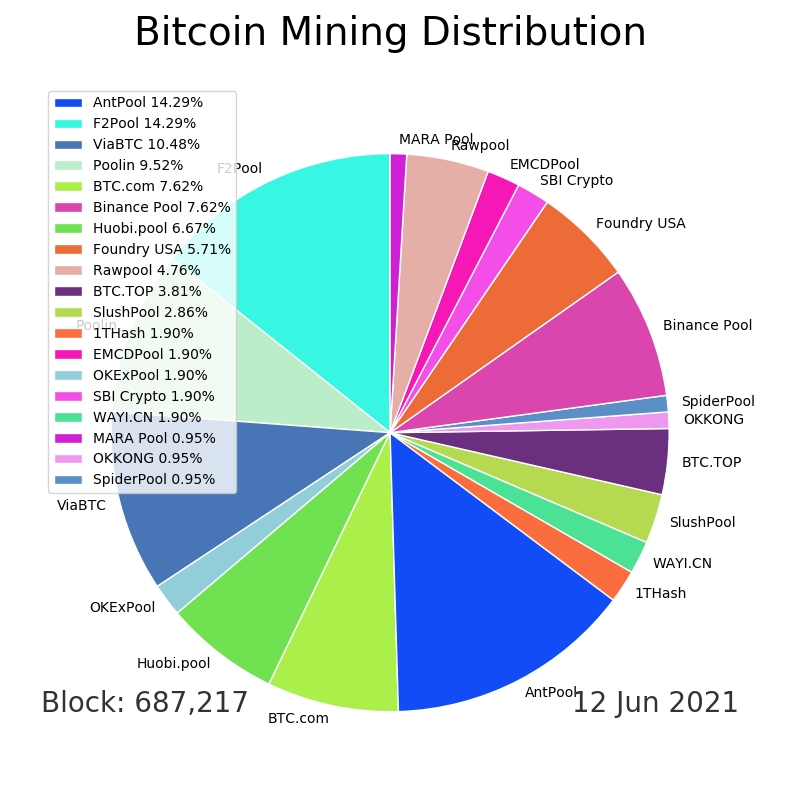 Bitcoin Mining Distribution
AntPool 14.29%
F2Pool 14.29%
ViaBTC 10.48%
Poolin 9.52%
BTC.com 7.62%
Binance Pool 7.62%
Huobi.pool 6.67%
Foundry USA 5.71%
Rawpool 4.76%
BTC.TOP 3.81%
SlushPool 2.86%
1THash 1.90%
EMCDPool 1.90%
OKExPool 1.90%
SBI Crypto 1.90%
WAYI.CN 1.90%
MARA Pool 0.95%
OKKONG 0.95%
SpiderPool 0.95%
MARA Pool
Rawpool
EMCDPool
SBI Crypto
Foundry USA
Binance Pool
SpiderPool
OKKONG
BTC.TOP
SlushPool
WAYI.CN
1THash
AntPool
BTC.com
Huobi.pool
OKExPool
ViaBTC
Poolin
F2Pool
Block: 687,217
12 Jun 2021